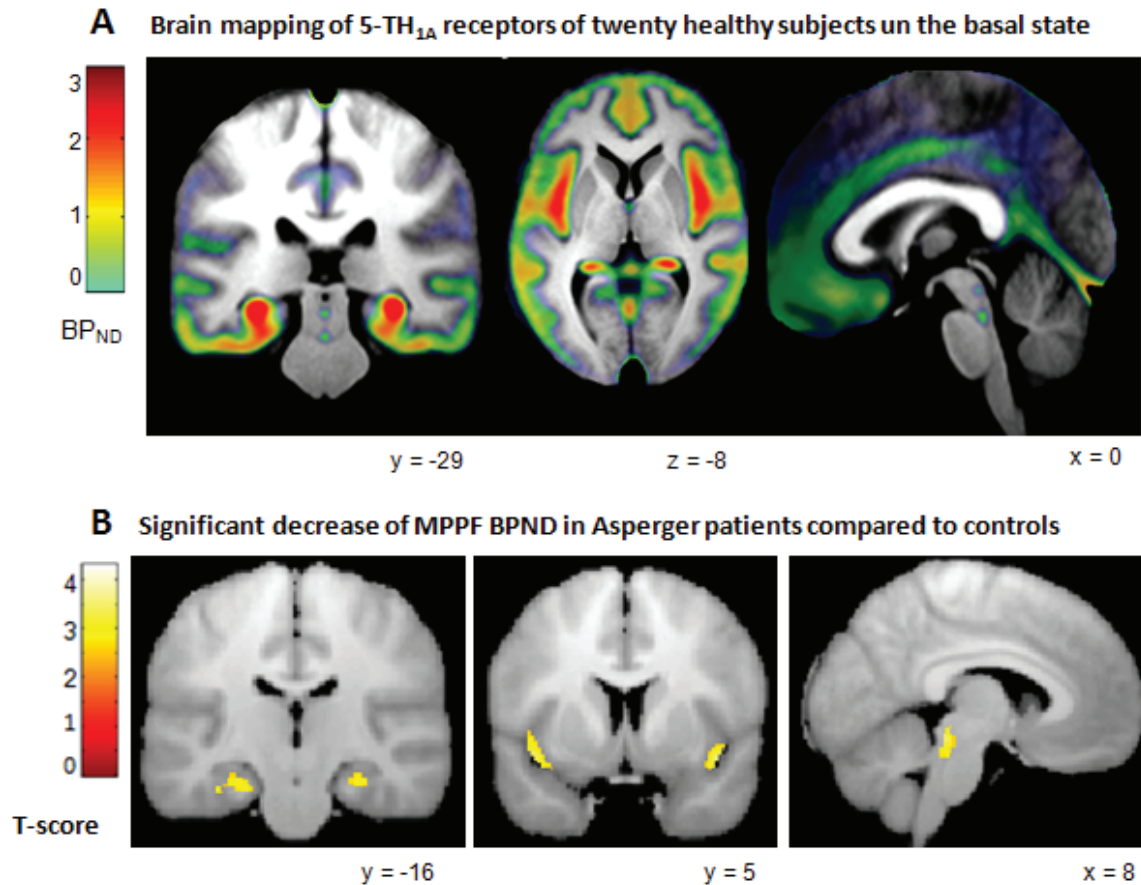 A Brain mapping of 5-TH1A receptors of twenty healthy subjects un the basal state
3
2
1
0
BPND
y = -29 z = -8 x = 0
B Significant decrease of MPPF BPND in Asperger patients compared to controls
4
3
2
1
0
T-score
y = -16 y = 5 x = 8